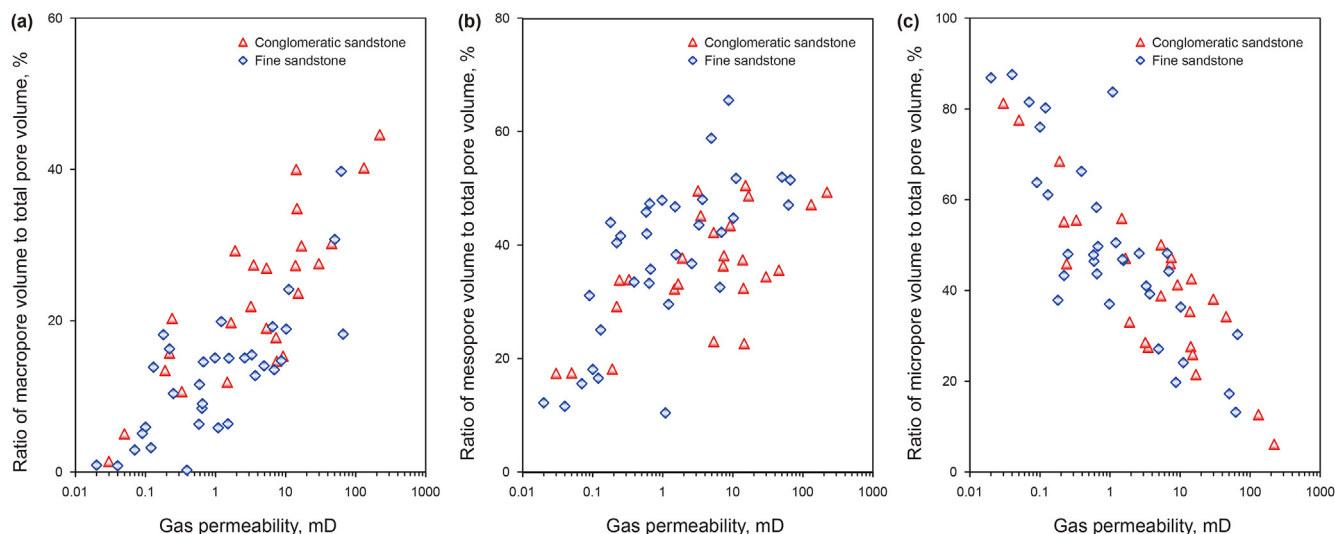 (a)
Ratio of macropore volume to total pore volume, %
60
40
20
0
Conglomeratic sandstone
Fine sandstone
0.01 0.1 1 10 100 1000
Gas permeability, mD
(b)
Ratio of mesopore volume to total pore volume, %
80
60
40
20
0
Conglomeratic sandstone
Fine sandstone
0.01 0.1 1 10 100 1000
Gas permeability, mD
(c)
Ratio of micropore volume to total pore volume, %
100
80
60
40
20
0
Conglomeratic sandstone
Fine sandstone
0.01 0.1 1 10 100 1000
Gas permeability, mD